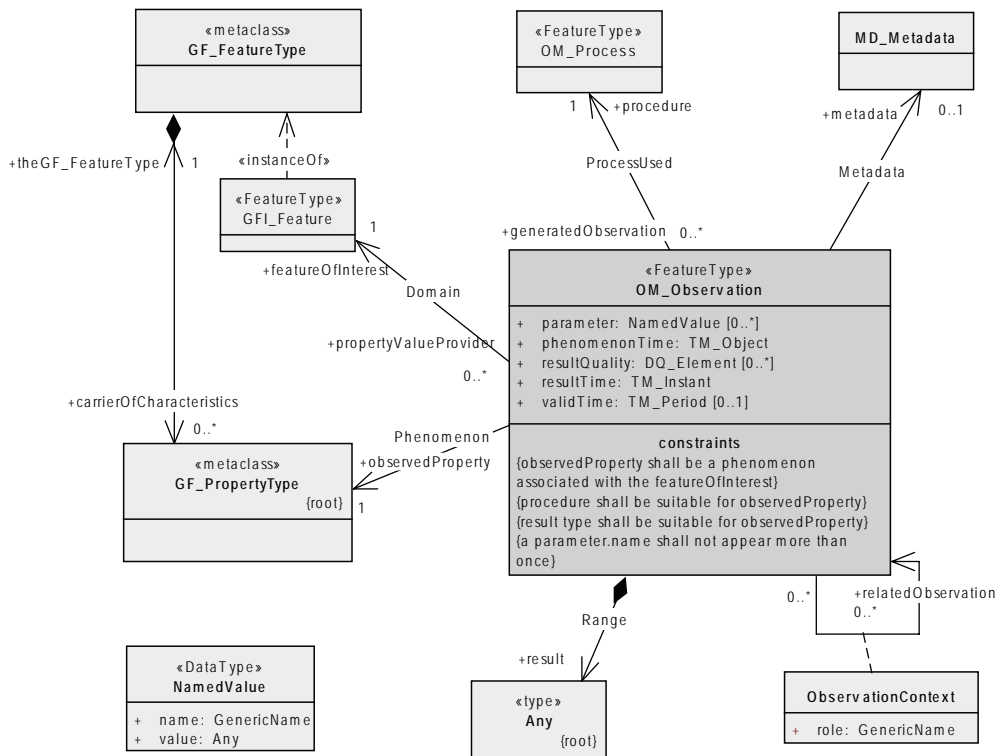 «metaclass»
GF_FeatureType
«FeatureType»
OM_Process
MD_Metadata
+theGF_FeatureType
1
«instanceOf»
1
+procedure
+metadata
0..1
ProcessUsed
Metadata
«FeatureType»
GFI_Feature
1
+generatedObservation
0..*
+featureOfInterest
Domain
+propertyValueProvider
0..*
«FeatureType»
OM_Observation
+ parameter: NamedValue [0..*]
+ phenomenonTime: TM_Object
+ resultQuality: DQ_Element [0..*]
+ resultTime: TM_Instant
+ validTime: TM_Period [0..1]
constraints
{observedProperty shall be a phenomenon
associated with the featureOfInterest}
{procedure shall be suitable for observedProperty}
{result type shall be suitable for observedProperty}
{a parameter.name shall not appear more than
once}
+carrierOfCharacteristics
0..*
Phenomenon
+observedProperty
1
«metaclass»
GF_PropertyType
{root}
0..*
+relatedObservation
0..*
Range
+result
«DataType»
NamedValue
+ name: GenericName
+ value: Any
«type»
Any
{root}
ObservationContext
+ role: GenericName